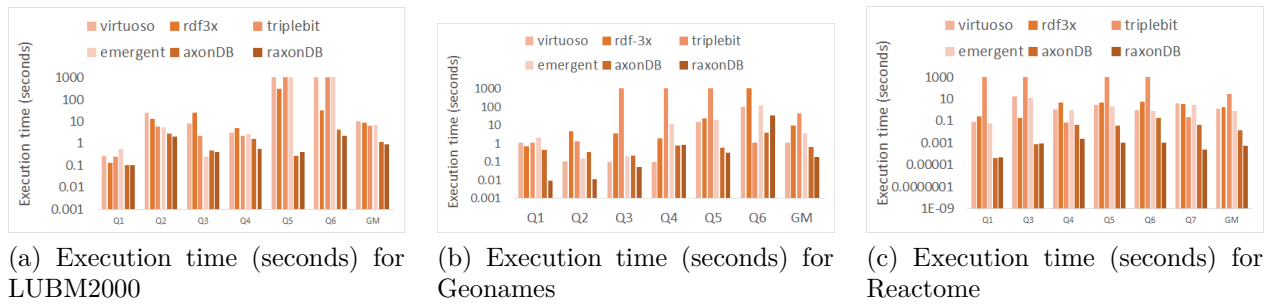 virtuoso rdf3x triplebit
emergent axonDB raxonDB
Execution time (seconds)
1000
100
10
1
0.1
0.01
0.001
Q1 Q2 Q3 Q4 Q5 Q6 GM
(a) Execution time (seconds) for
LUBM2000
virtuoso rdf-3x triplebit
emergent axonDB raxonDB
Execution time (seconds)
1000
100
10
1
0.1
0.01
0.001
Q1 Q2 Q3 Q4 Q5 Q6 GM
(b) Execution time (seconds) for
Geonames
virtuoso rdf3x triplebit
emergent axonDB raxonDB
Execution time (seconds)
1000
10
0.1
0.001
0.00001
0.0000001
1E-09
Q1 Q3 Q4 Q5 Q6 Q7 GM
(c) Execution time (seconds) for
Reactome